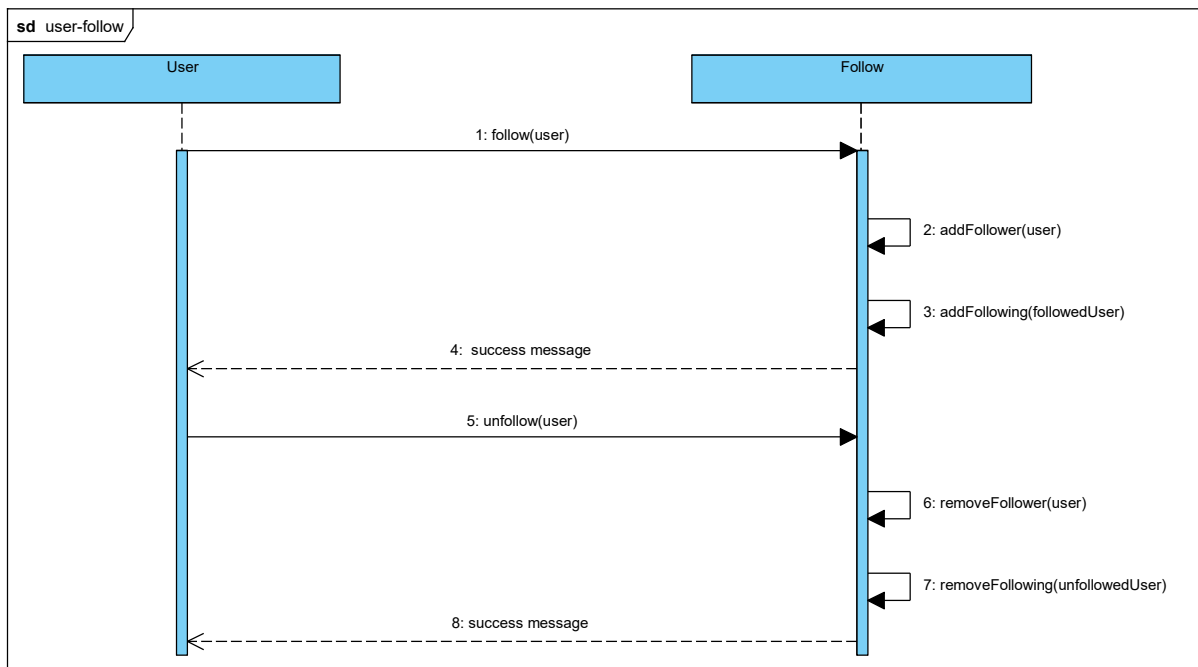 sd user-follow
User
Follow
1: follow(user)
2: addFollower(user)
3: addFollowing(followedUser)
4: success message
5: unfollow(user)
6: removeFollower(user)
7: removeFollowing(unfollowedUser)
8: success message